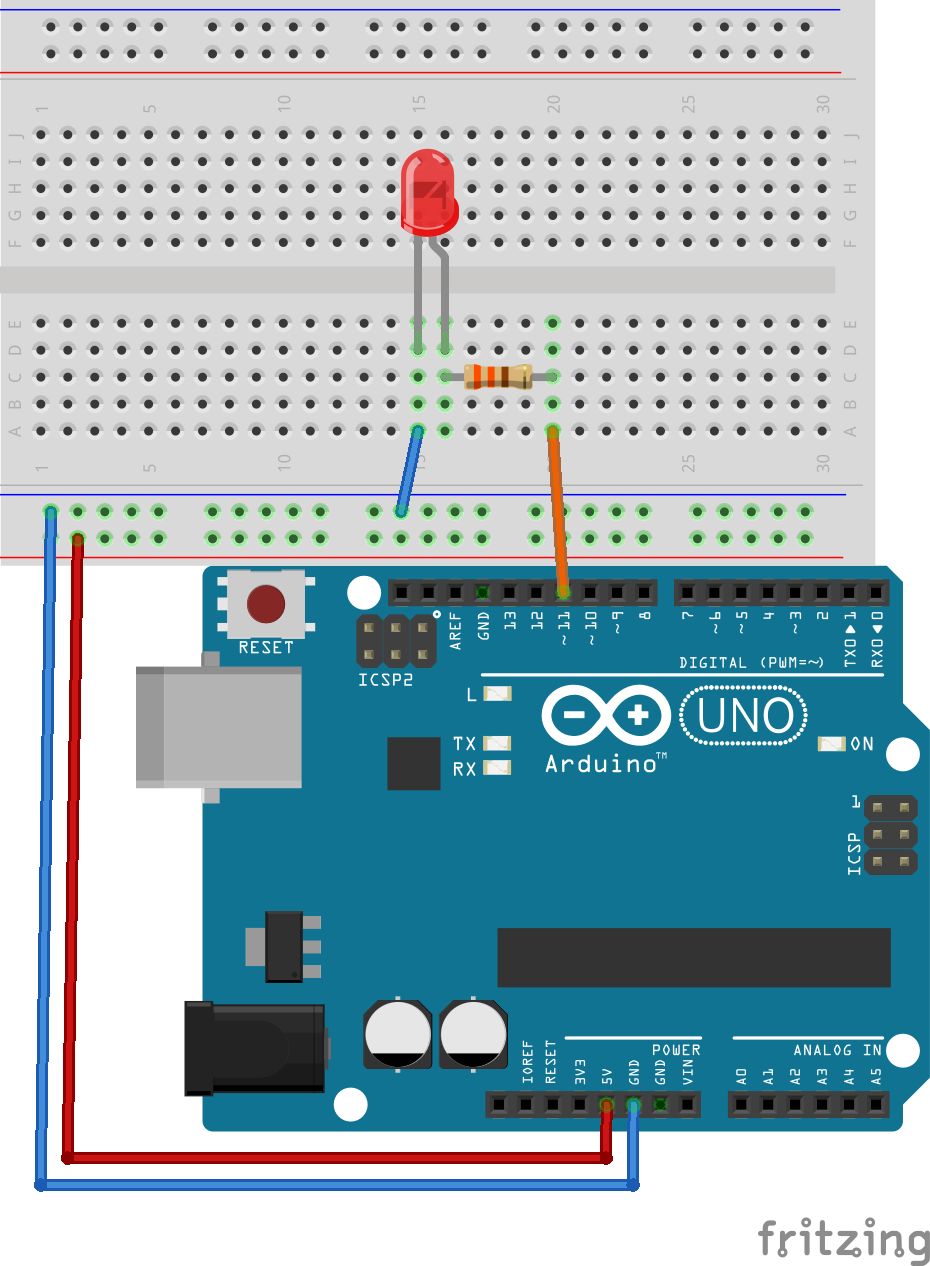 1 5 10 15 20 25 30
J J
I I
H H
G G
F F
E E
D D
C C
B B
A A
1 5 10 15 20 25 30
RESET
ICSP2
AREF GND 13 12 ~11 ~10 ~9 8 7 ~6 ~5 4 ~3 2 TX0▶1 RX0◀0
DIGITAL (PWM=~)
L
TX
RX
UNO
Arduino™
ON
1
ICSP
POWER
ANALOG IN
IOREF RESET 3V3 5V GND GND VIN A0 A1 A2 A3 A4 A5
fritzing